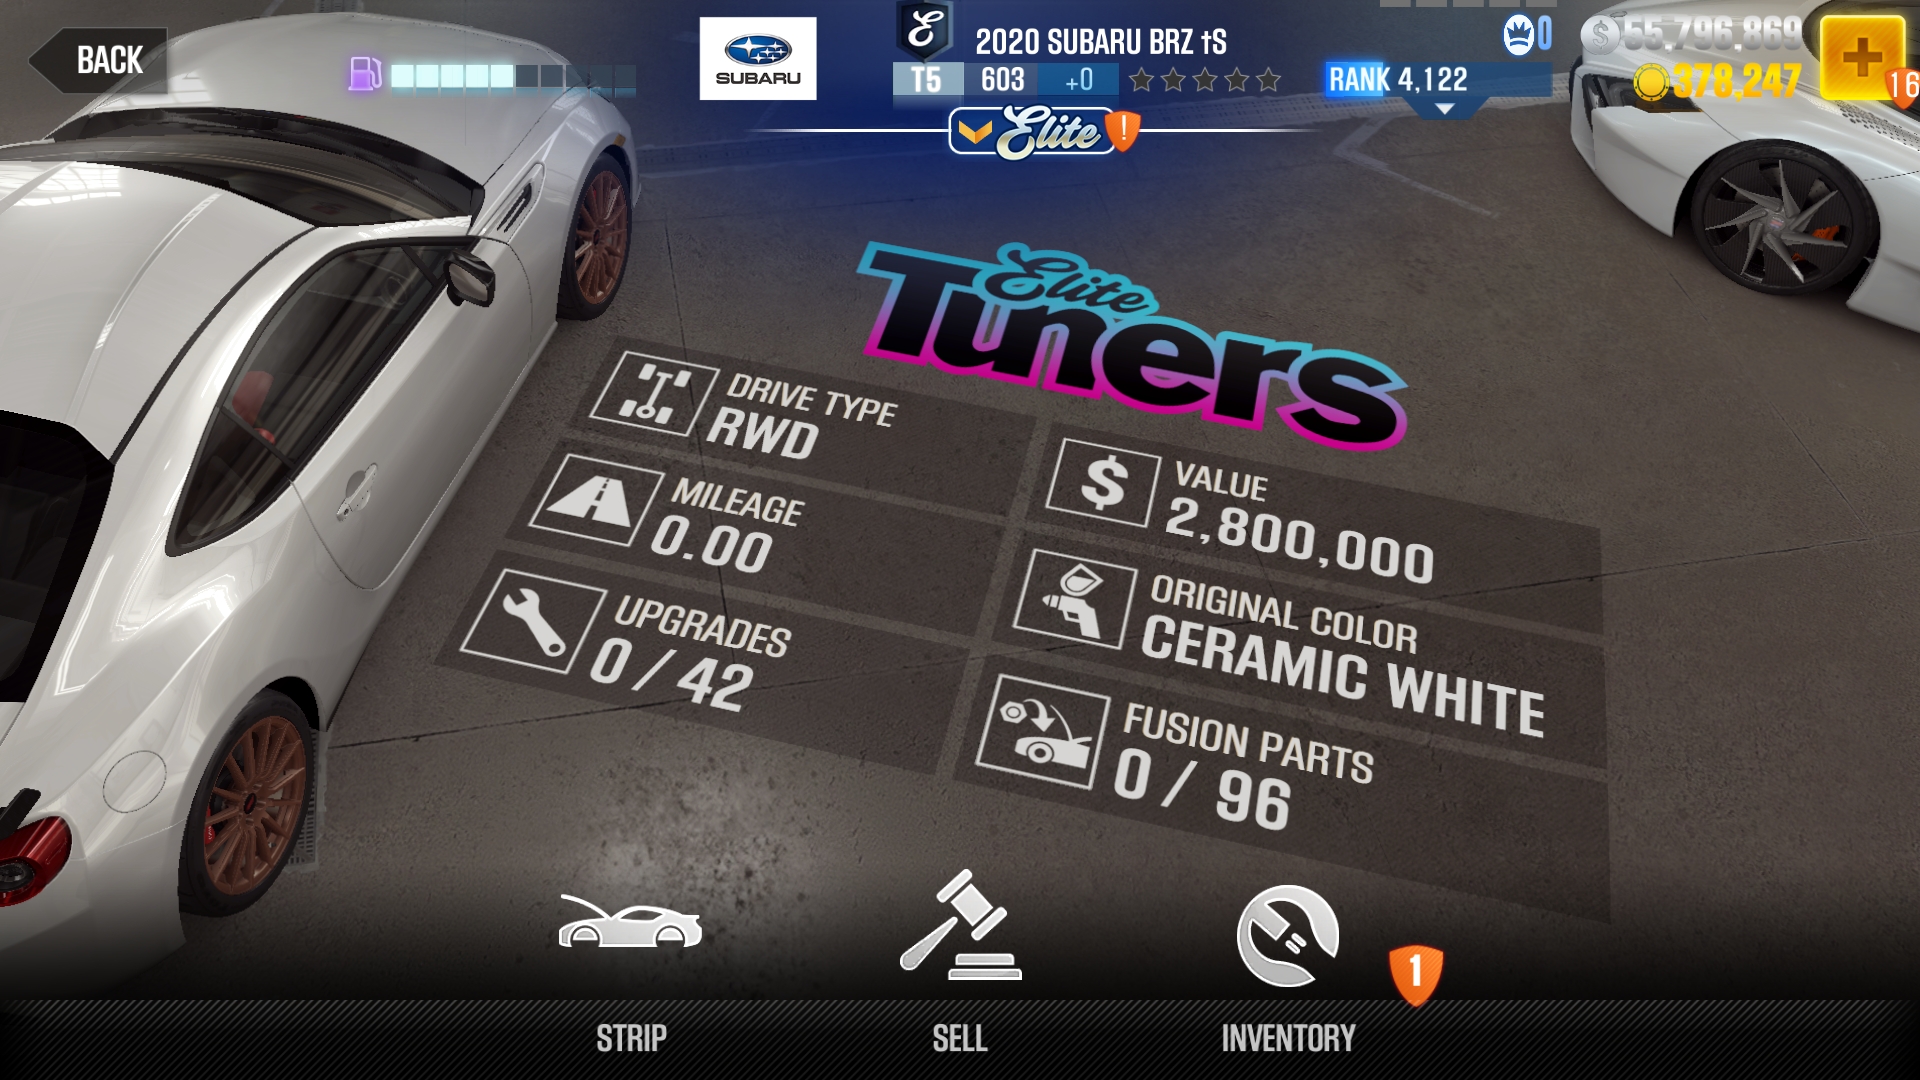 BACK
SUBARU
E
2020 SUBARU BRZ tS
T5 603 +0
RANK 4,122
0
55,796,869
378,247
16
Elite
!
Elite
Tuners
DRIVE TYPE
RWD
MILEAGE
0.00
UPGRADES
0 / 42
$
VALUE
2,800,000
ORIGINAL COLOR
CERAMIC WHITE
FUSION PARTS
0 / 96
STRIP
SELL
INVENTORY
1